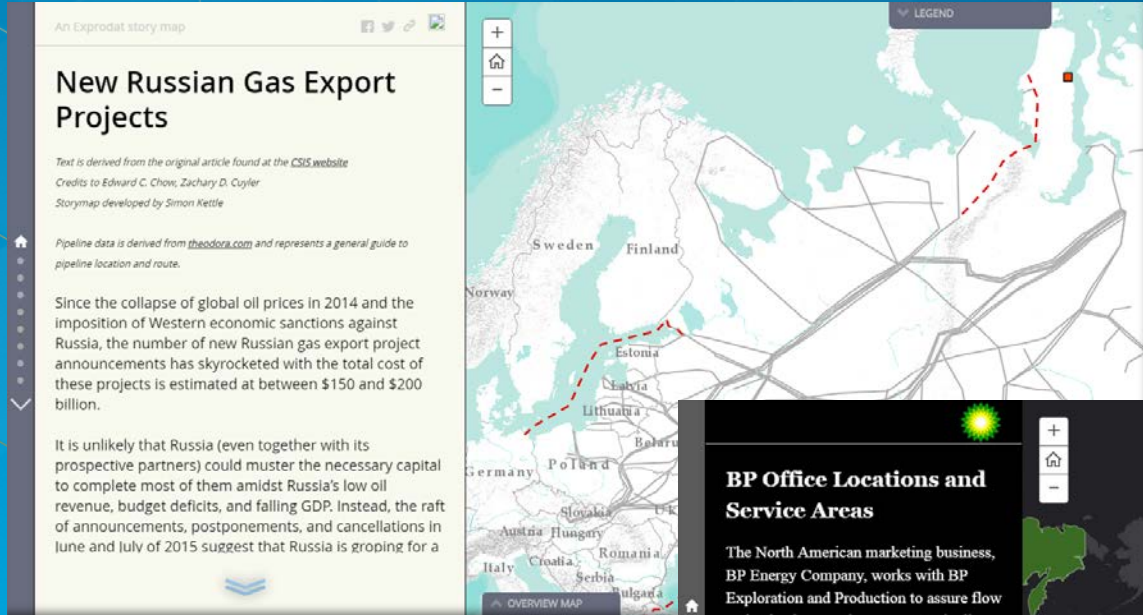 An Exprodat story map
New Russian Gas Export
Projects
Text is derived from the original article found at the CSIS website
Credits to Edward C. Chow, Zachary D. Cuyler
Storymap developed by Simon Kettle
Pipeline data is derived from theodora.com and represents a general guide to
pipeline location and route.
Since the collapse of global oil prices in 2014 and the
imposition of Western economic sanctions against
Russia, the number of new Russian gas export project
announcements has skyrocketed with the total cost of
these projects is estimated at between $150 and $200
billion.
It is unlikely that Russia (even together with its
prospective partners) could muster the necessary capital
to complete most of them amidst Russia's low oil
revenue, budget deficits, and falling GDP. Instead, the raft
of announcements, postponements, and cancellations in
June and July of 2015 suggest that Russia is groping for a
LEGEND
Sweden
Finland
Norway
Estonia
Latvia
Lithuania
Belaru
Germany
Poland
Slovakia
UK
Austria
Hungary
Italy
Croatia
Romania
Serbia
Bulgaria
OVERVIEW MAP
BP Office Locations and
Service Areas
The North American marketing business,
BP Energy Company, works with BP
Exploration and Production to assure flow